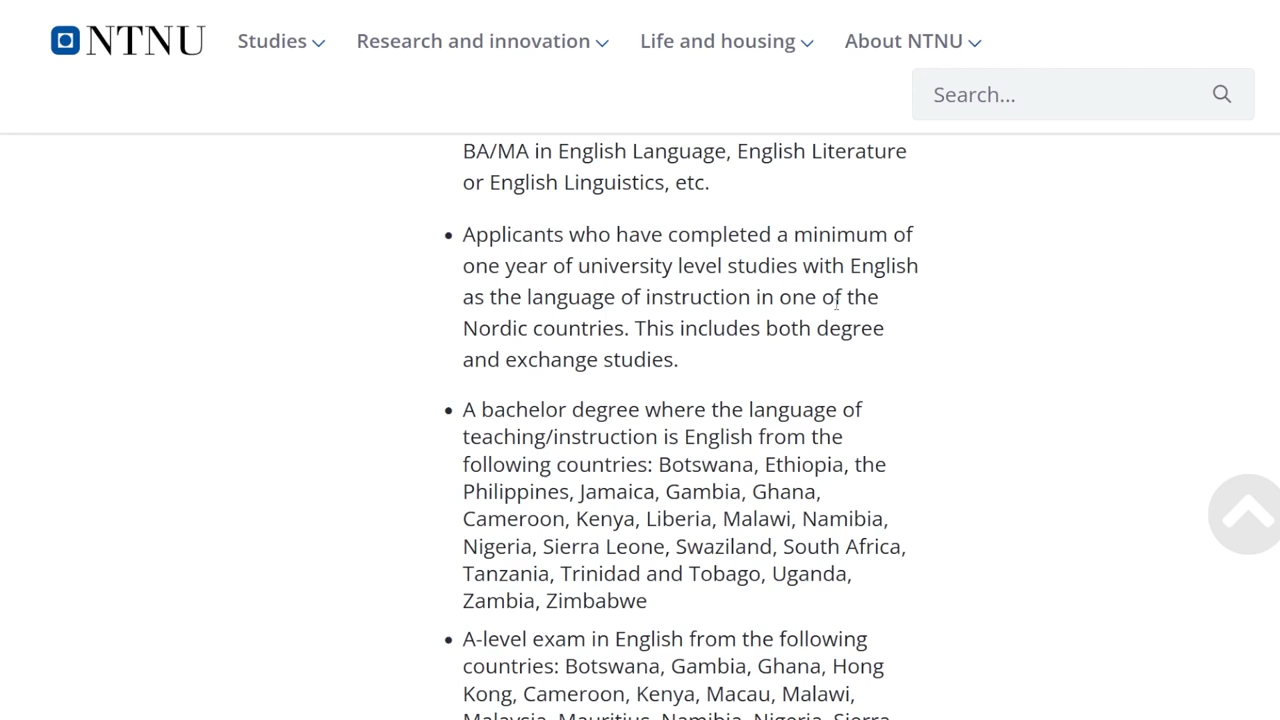 NTNU
Studies
Research and innovation
Life and housing
About NTNU
Search...
BA/MA in English Language, English Literature
or English Linguistics, etc.
• Applicants who have completed a minimum of
one year of university level studies with English
as the language of instruction in one of the
Nordic countries. This includes both degree
and exchange studies.
• A bachelor degree where the language of
teaching/instruction is English from the
following countries: Botswana, Ethiopia, the
Philippines, Jamaica, Gambia, Ghana,
Cameroon, Kenya, Liberia, Malawi, Namibia,
Nigeria, Sierra Leone, Swaziland, South Africa,
Tanzania, Trinidad and Tobago, Uganda,
Zambia, Zimbabwe
• A-level exam in English from the following
countries: Botswana, Gambia, Ghana, Hong
Kong, Cameroon, Kenya, Macau, Malawi,
Malaysia, Mauritius, Namibia, Nigeria, Sierra